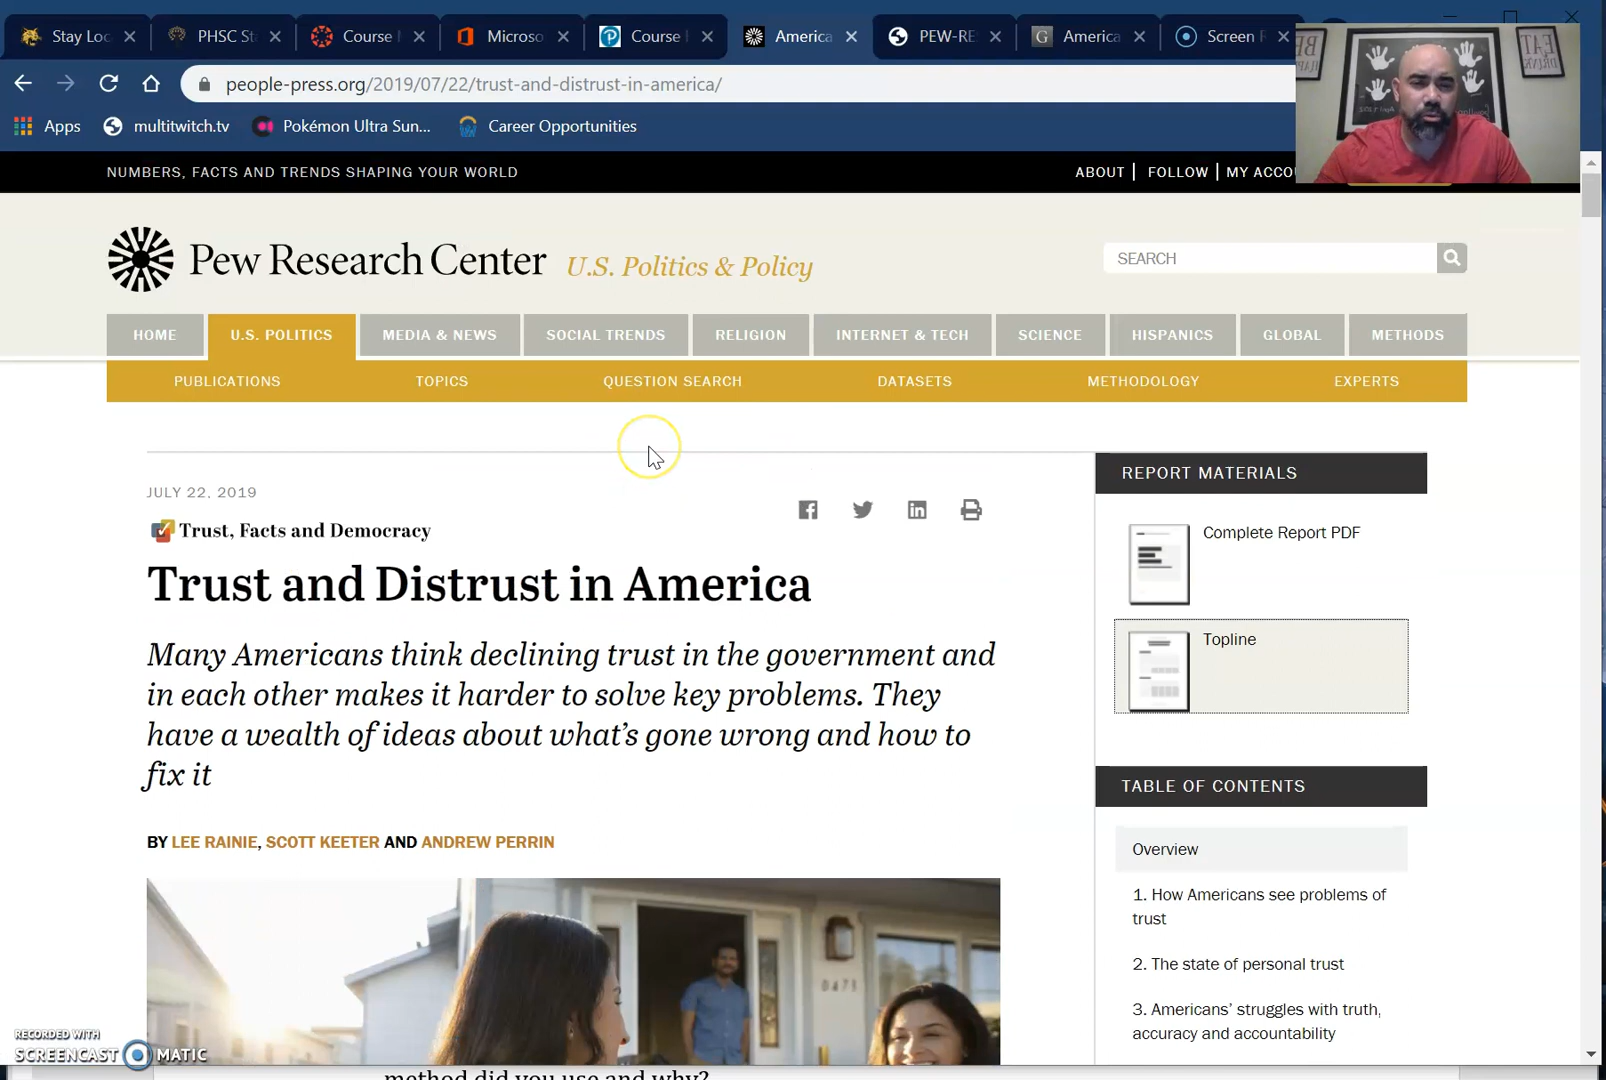 Stay Loc
PHSC St
Course
Microso
Course
America
PEW-RE
America
Screen
people-press.org/2019/07/22/trust-and-distrust-in-america/
Apps
multitwitch.tv
Pokémon Ultra Sun...
Career Opportunities
NUMBERS, FACTS AND TRENDS SHAPING YOUR WORLD
ABOUT | FOLLOW | MY ACCO
Pew Research Center U.S. Politics & Policy
SEARCH
HOME U.S. POLITICS MEDIA & NEWS SOCIAL TRENDS RELIGION INTERNET & TECH SCIENCE HISPANICS GLOBAL METHODS
PUBLICATIONS TOPICS QUESTION SEARCH DATASETS METHODOLOGY EXPERTS
JULY 22, 2019
Trust, Facts and Democracy
Trust and Distrust in America
Many Americans think declining trust in the government and
in each other makes it harder to solve key problems. They
have a wealth of ideas about what's gone wrong and how to
fix it
BY LEE RAINIE, SCOTT KEETER AND ANDREW PERRIN
REPORT MATERIALS
Complete Report PDF
Topline
TABLE OF CONTENTS
Overview
1. How Americans see problems of
trust
2. The state of personal trust
3. Americans' struggles with truth,
accuracy and accountability
RECORDED WITH
SCREENCAST MATIC
method did you use and why?